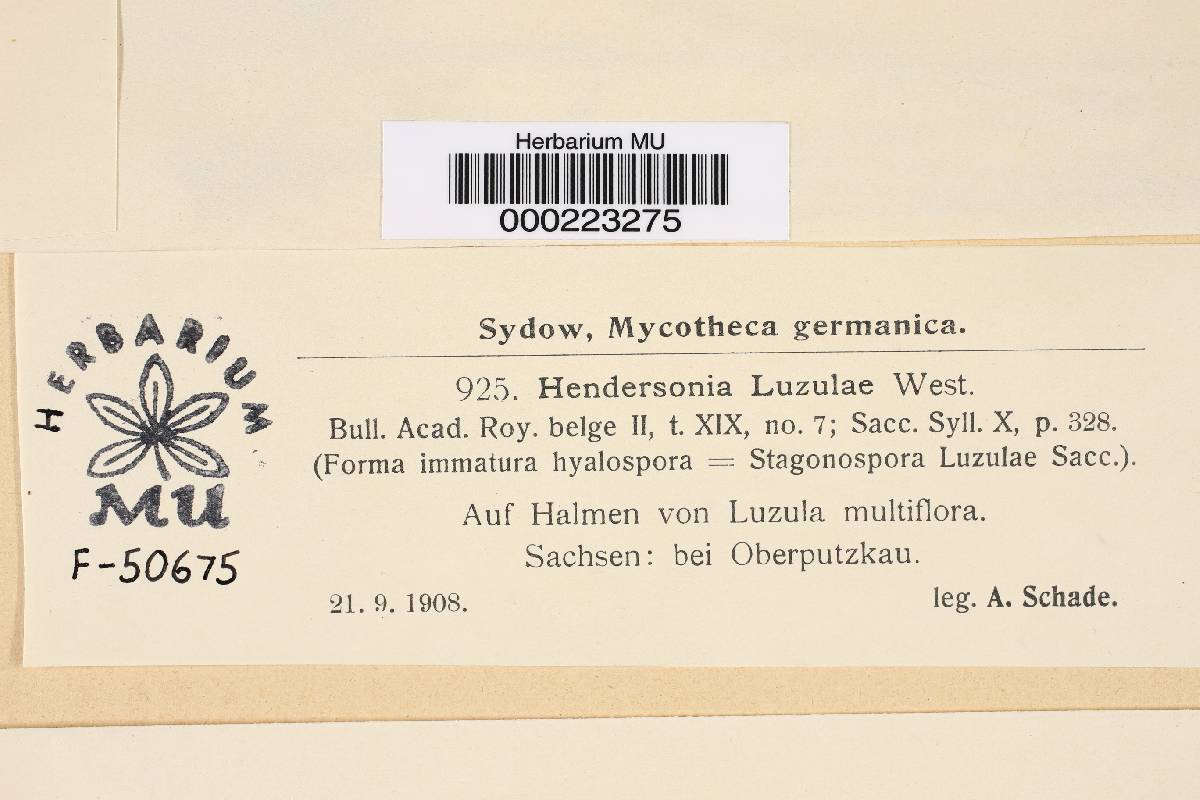 Herbarium MU
000223275
HERBARIUM
MU
F-50675
Sydow, Mycotheca germanica.
925. Hendersonia Luzulae West.
Bull. Acad. Roy. belge II, t. XIX, no. 7; Sacc. Syll. X, p. 328.
(Forma immatura hyalospora = Stagonospora Luzulae Sacc.).
Auf Halmen von Luzula multiflora.
Sachsen: bei Oberputzkau.
21. 9. 1908. leg. A. Schade.